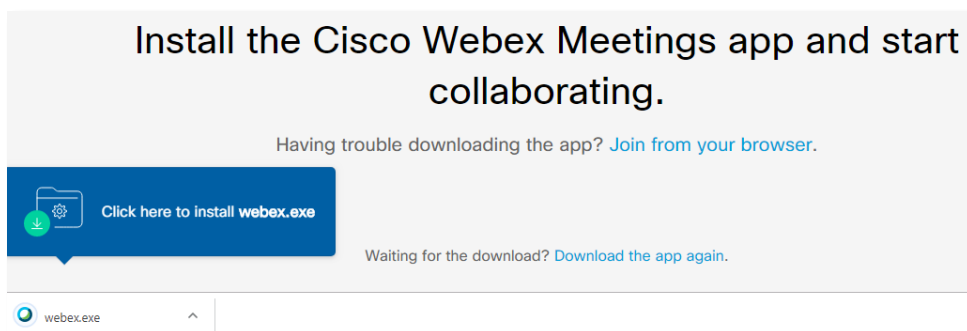 Install the Cisco Webex Meetings app and start
collaborating.
Having trouble downloading the app? Join from your browser.
Click here to install webex.exe
Waiting for the download? Download the app again.
webex.exe